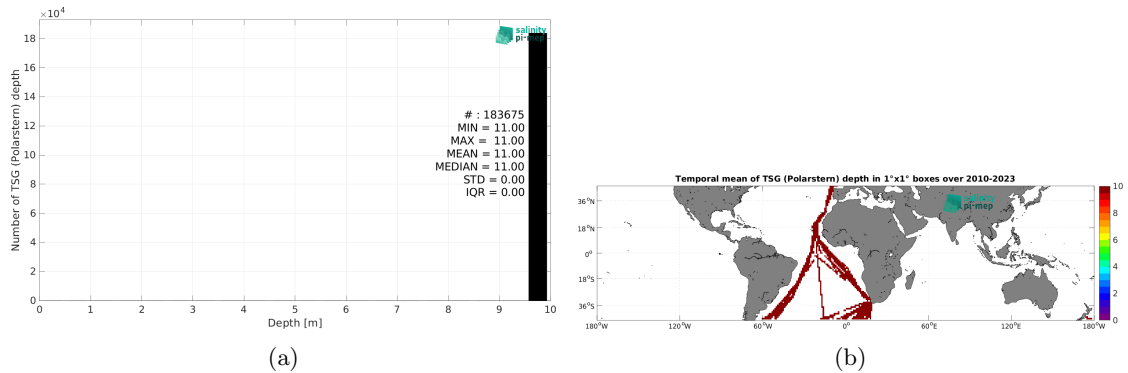 ×10⁴
18
16
14
12
10
8
6
4
2
0
Number of TSG (Polarstern) depth
salinity
pi-mep
# : 183675
MIN = 11.00
MAX = 11.00
MEAN = 11.00
MEDIAN = 11.00
STD = 0.00
IQR = 0.00
0 1 2 3 4 5 6 7 8 9 10
Depth [m]
(a)
Temporal mean of TSG (Polarstern) depth in 1°x1° boxes over 2010-2023
salinity
pi-mep
36°N
18°N
0°
18°S
36°S
180°W 120°W 60°W 0° 60°E 120°E 180°W
10
8
6
4
2
0
(b)